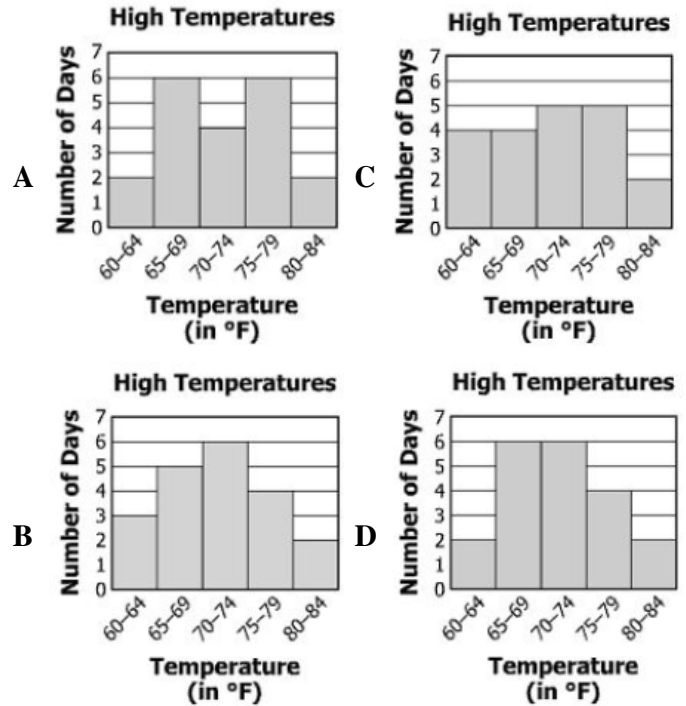 High Temperatures
A
Number of Days
7
6
5
4
3
2
1
0
60–64
65–69
70–74
75–79
80–84
Temperature
(in °F)
High Temperatures
C
Number of Days
7
6
5
4
3
2
1
0
60–64
65–69
70–74
75–79
80–84
Temperature
(in °F)
High Temperatures
B
Number of Days
7
6
5
4
3
2
1
0
60–64
65–69
70–74
75–79
80–84
Temperature
(in °F)
High Temperatures
D
Number of Days
7
6
5
4
3
2
1
0
60–64
65–69
70–74
75–79
80–84
Temperature
(in °F)